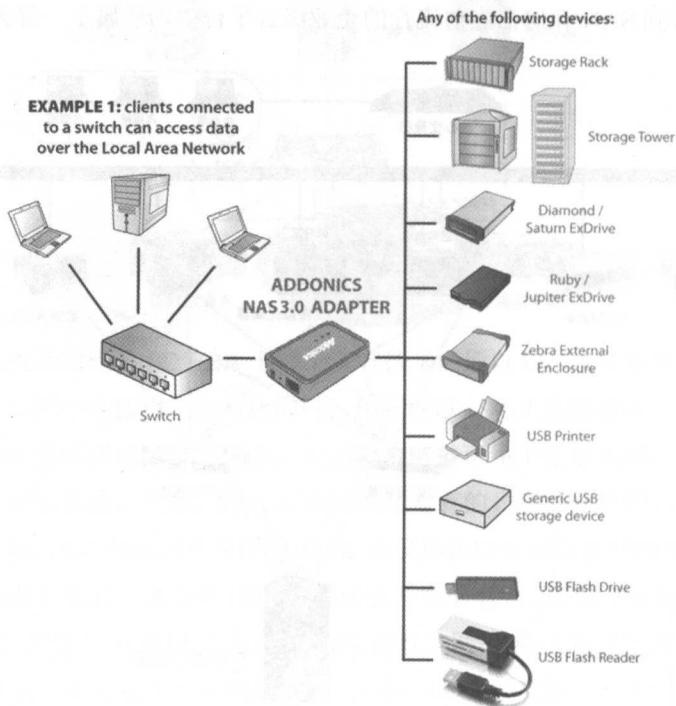 Any of the following devices:
Storage Rack
EXAMPLE 1: clients connected
to a switch can access data
over the Local Area Network
Storage Tower
Diamond /
Saturn ExDrive
ADDONICS
NAS3.0 ADAPTER
Ruby /
Jupiter ExDrive
Zebra External
Enclosure
Switch
USB Printer
Generic USB
storage device
USB Flash Drive
USB Flash Reader